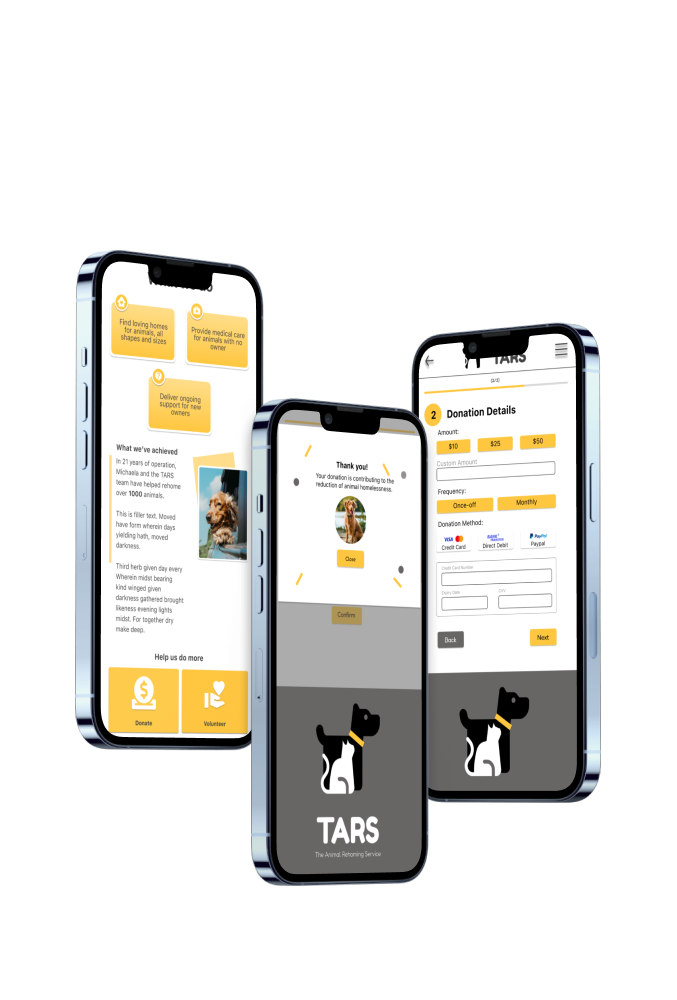 Find loving homes
for animals, all
shapes and sizes
Provide medical care
for animals with no
owner
Deliver ongoing
support for new
owners
What we've achieved
In 21 years of operation,
Michaela and the TARS
team have helped rehome
over 1000 animals.
This is filler text. Moved
have form wherein days
yielding hath, moved
darkness.
Third herb given day every
Wherein midst bearing
kind winged given
darkness gathered brought
likeness evening lights
midst. For together dry
make deep.
Help us do more
Donate
Volunteer
Thank you!
Your donation is contributing to the
reduction of animal homelessness.
Close
Confirm
TARS
The Animal Rehoming Service
TARS
2
Donation Details
Amount:
$10
$25
$50
Custom Amount
Frequency:
Once-off
Monthly
Donation Method:
VISA
Credit Card
Direct Debit
PayPal
Paypal
Credit Card Number
Expiry Date
Back
Next